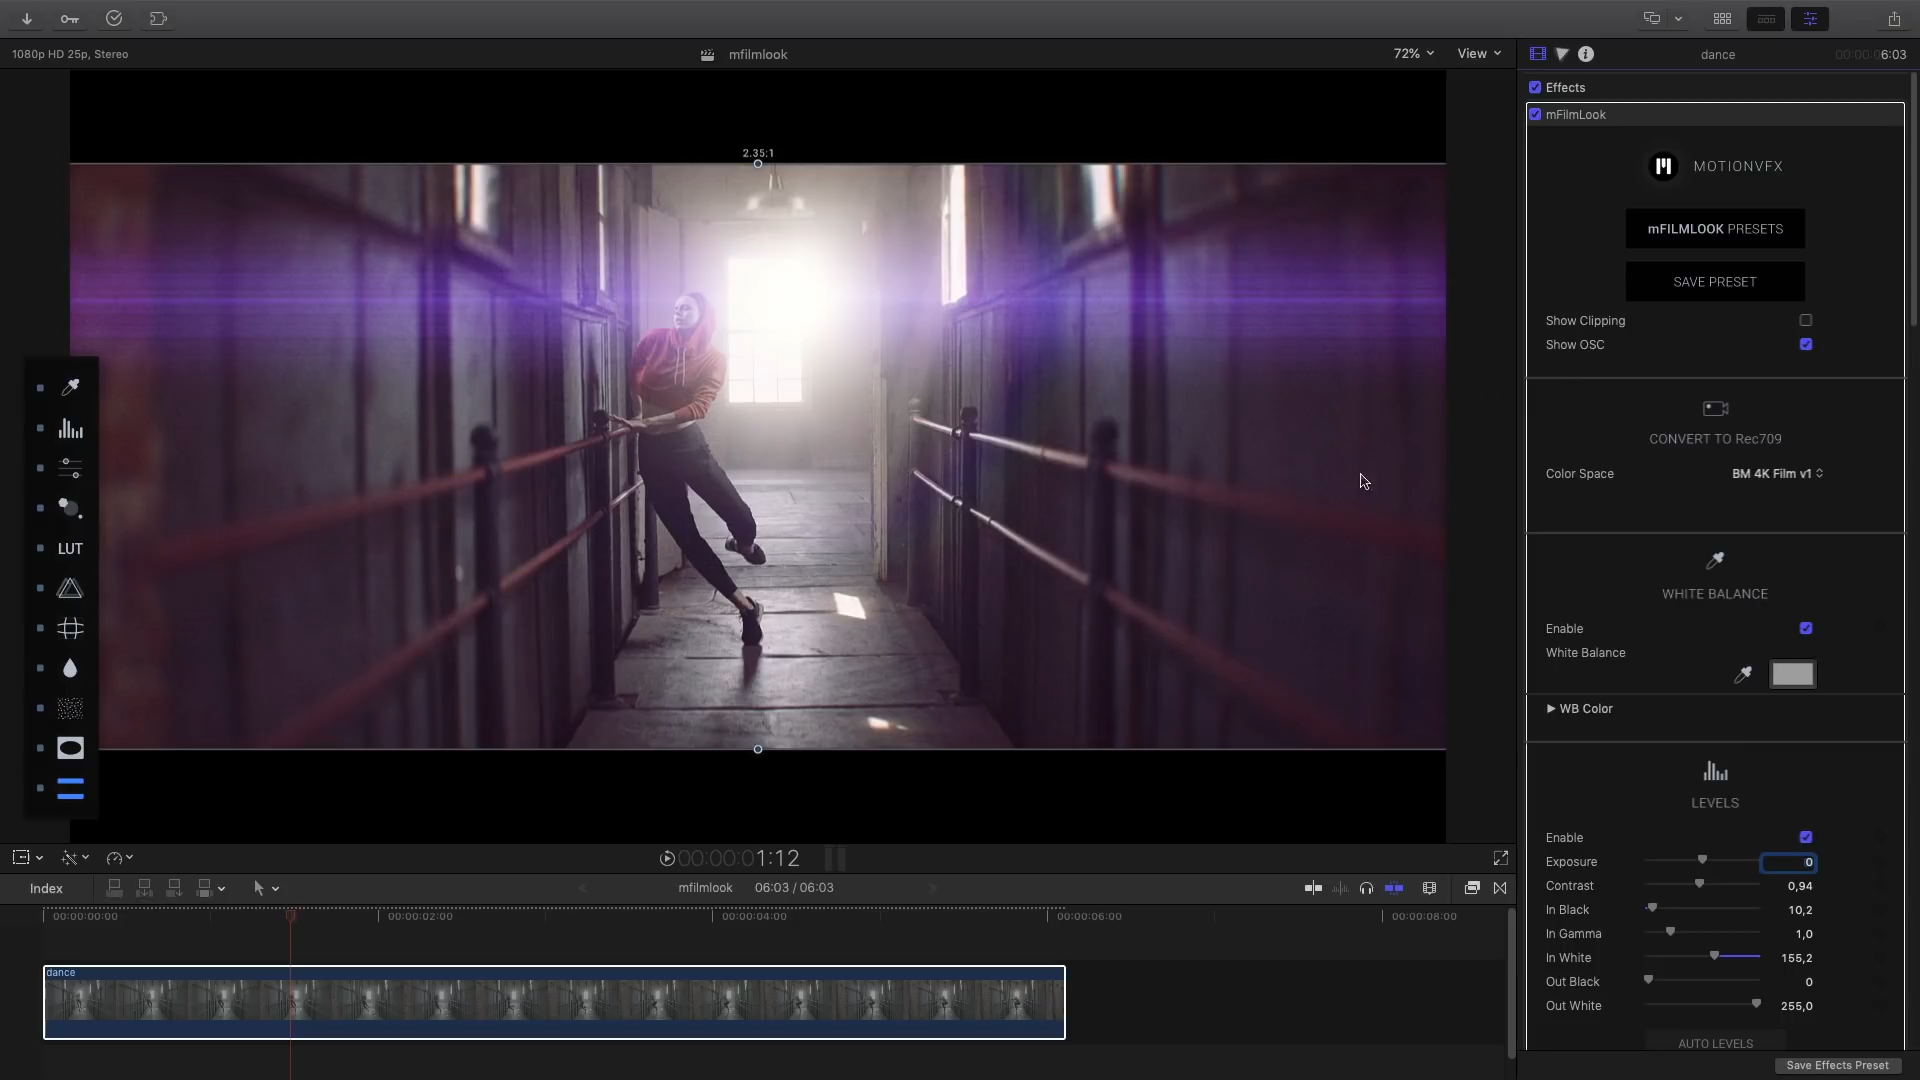 1080p HD 25p, Stereo
mfilmlook
72%
View
dance
00:00:06:03
2.35:1
LUT
Effects
mFilmLook
MOTIONVFX
mFILMLOOK PRESETS
SAVE PRESET
Show Clipping
Show OSC
CONVERT TO Rec709
Color Space
BM 4K Film v1
WHITE BALANCE
Enable
White Balance
WB Color
LEVELS
Enable
Exposure 0
Contrast 0,94
In Black 10,2
In Gamma 1,0
In White 155,2
Out Black 0
Out White 255,0
AUTO LEVELS
Save Effects Preset
00:00:01:12
Index
mfilmlook
06:03 / 06:03
00:00:00:00
00:00:02:00
00:00:04:00
00:00:06:00
00:00:08:00
dance